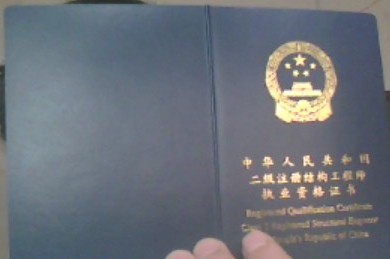 中华人民共和国
二级注册结构工程师
执业资格证书
Registered Qualification Certificate
Registered Structural Engineer
Republic of China